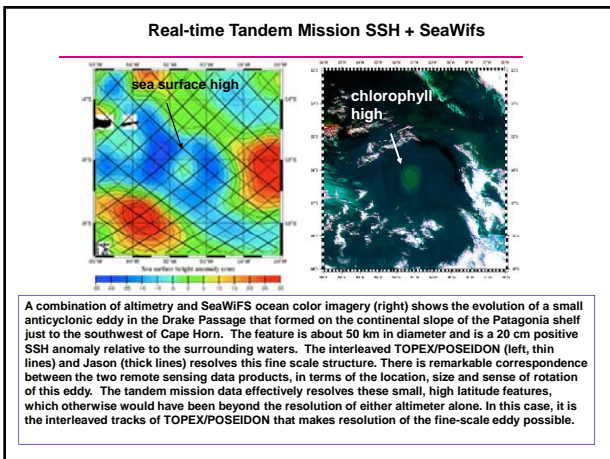 Real-time Tandem Mission SSH + SeaWifs
sea surface high
chlorophyll
high
Sea surface height anomaly (cm)
A combination of altimetry and SeaWiFS ocean color imagery (right) shows the evolution of a small
anticyclonic eddy in the Drake Passage that formed on the continental slope of the Patagonia shelf
just to the southwest of Cape Horn. The feature is about 50 km in diameter and is a 20 cm positive
SSH anomaly relative to the surrounding waters. The interleaved TOPEX/POSEIDON (left, thin
lines) and Jason (thick lines) resolves this fine scale structure. There is remarkable correspondence
between the two remote sensing data products, in terms of the location, size and sense of rotation
of this eddy. The tandem mission data effectively resolves these small, high latitude features,
which otherwise would have been beyond the resolution of either altimeter alone. In this case, it is
the interleaved tracks of TOPEX/POSEIDON that makes resolution of the fine-scale eddy possible.